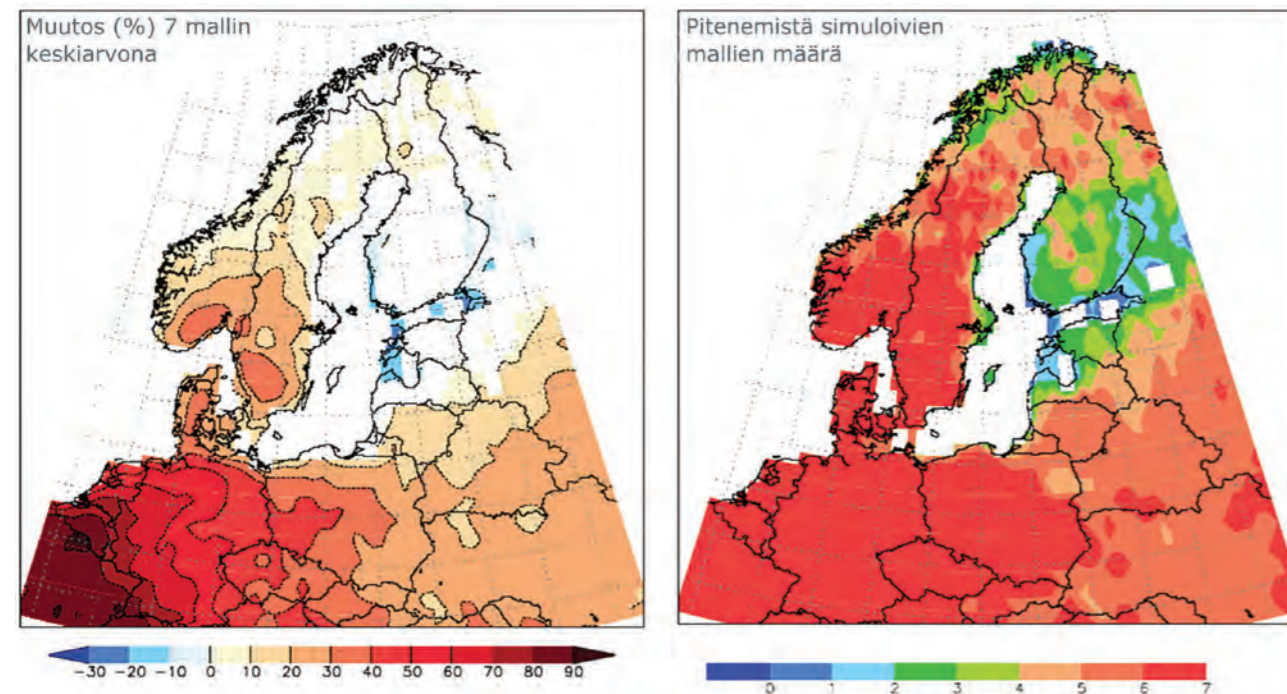 Muutos (%) 7 mallin
keskiarvona
Pitenemistä simuloivien
mallien määrä
-30 -20 -10 0 10 20 30 40 50 60 70 80 90
0 1 2 3 4 5 6 7